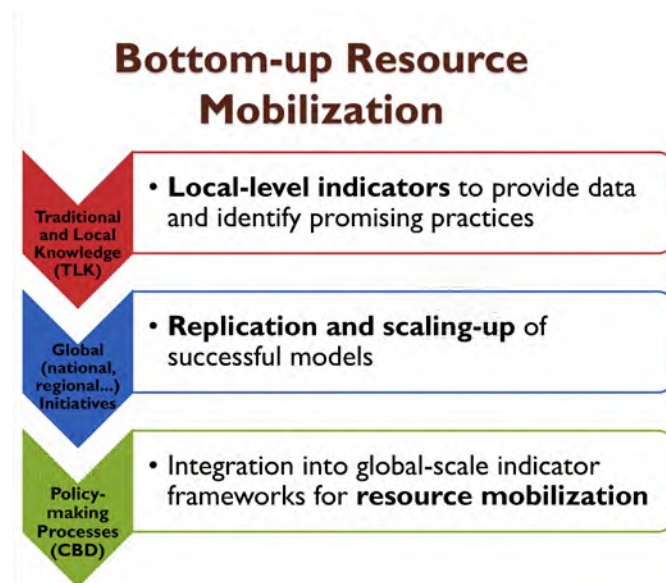 Bottom-up Resource
Mobilization
Traditional
and Local
Knowledge
(TLK)
• Local-level indicators to provide data
and identify promising practices
Global
(national,
regional...)
Initiatives
• Replication and scaling-up of
successful models
Policy-
making
Processes
(CBD)
• Integration into global-scale indicator
frameworks for resource mobilization